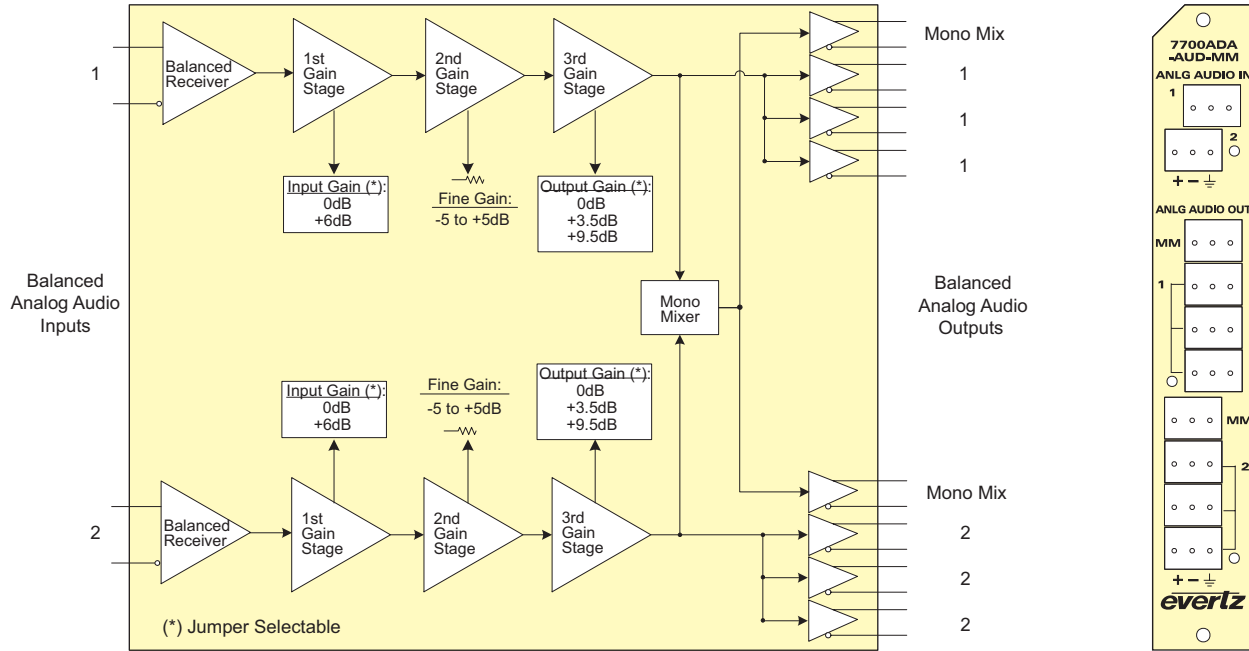 Balanced
Receiver
1st
Gain
Stage
2nd
Gain
Stage
3rd
Gain
Stage
1
Input Gain (*):
0dB
+6dB
Fine Gain:
-5 to +5dB
Output Gain (*):
0dB
+3.5dB
+9.5dB
Mono Mix
1
1
1
Balanced
Analog Audio
Inputs
Mono
Mixer
Balanced
Analog Audio
Outputs
Input Gain (*):
0dB
+6dB
Fine Gain:
-5 to +5dB
Output Gain (*):
0dB
+3.5dB
+9.5dB
2
Balanced
Receiver
1st
Gain
Stage
2nd
Gain
Stage
3rd
Gain
Stage
Mono Mix
2
2
2
(*) Jumper Selectable
7700ADA
-AUD-MM
ANLG AUDIO IN
1
2
+ −
ANLG AUDIO OUT
MM
1
MM
2
+ −
evertz